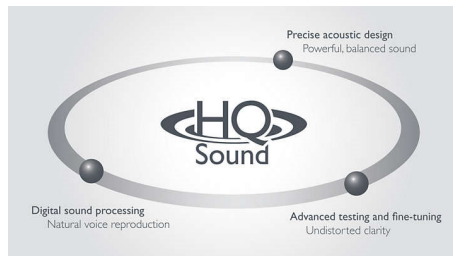 Precise acoustic design
Powerful, balanced sound
HQ
Sound
Digital sound processing
Natural voice reproduction
Advanced testing and fine-tuning
Undistorted clarity